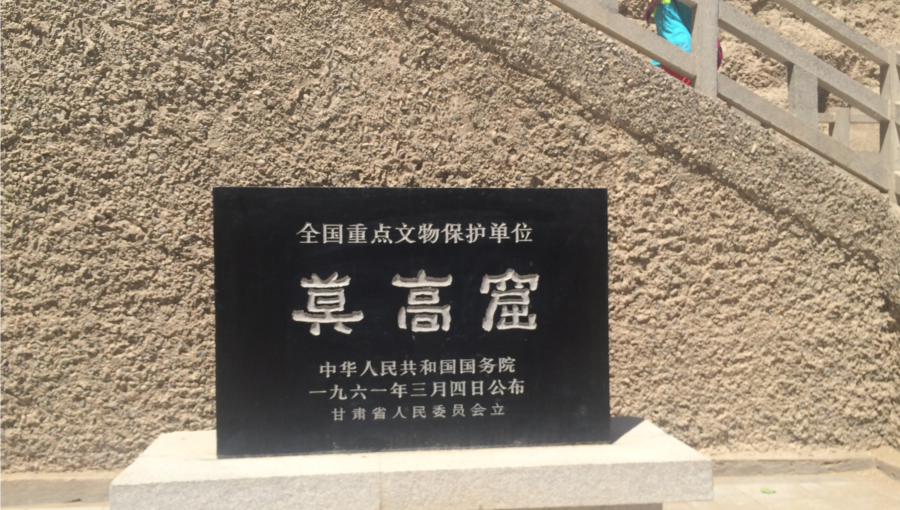 全国重点文物保护单位
莫高窟
中华人民共和国国务院
一九六一年三月四日公布
甘肃省人民委员会立